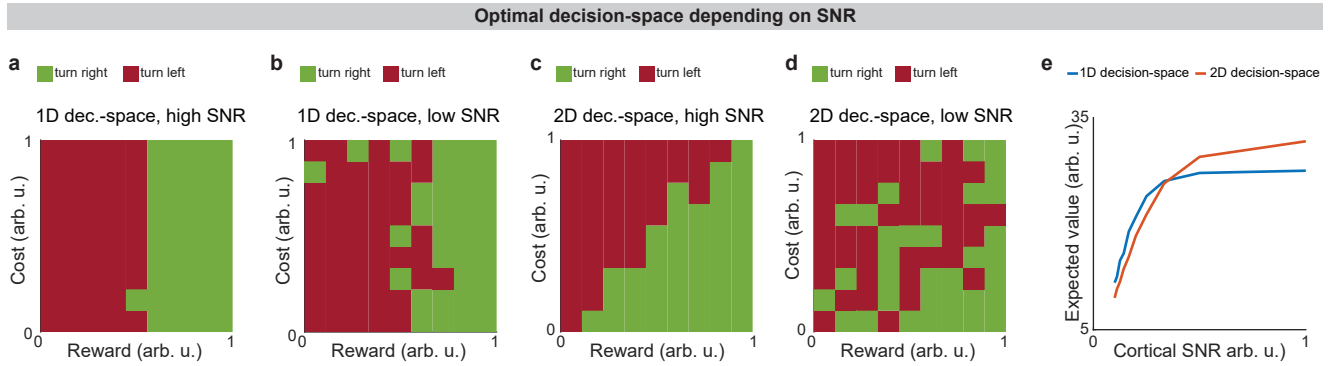 Optimal decision-space depending on SNR
a
turn right
turn left
1D dec.-space, high SNR
1
Cost (arb. u.)
0
0
Reward (arb. u.)
1
b
turn right
turn left
1D dec.-space, low SNR
1
Cost (arb. u.)
0
0
Reward (arb. u.)
1
c
turn right
turn left
2D dec.-space, high SNR
1
Cost (arb. u.)
0
0
Reward (arb. u.)
1
d
turn right
turn left
2D dec.-space, low SNR
1
Cost (arb. u.)
0
0
Reward (arb. u.)
1
e
1D decision-space
2D decision-space
35
Expected value (arb. u.)
5
Cortical SNR arb. u.)
1